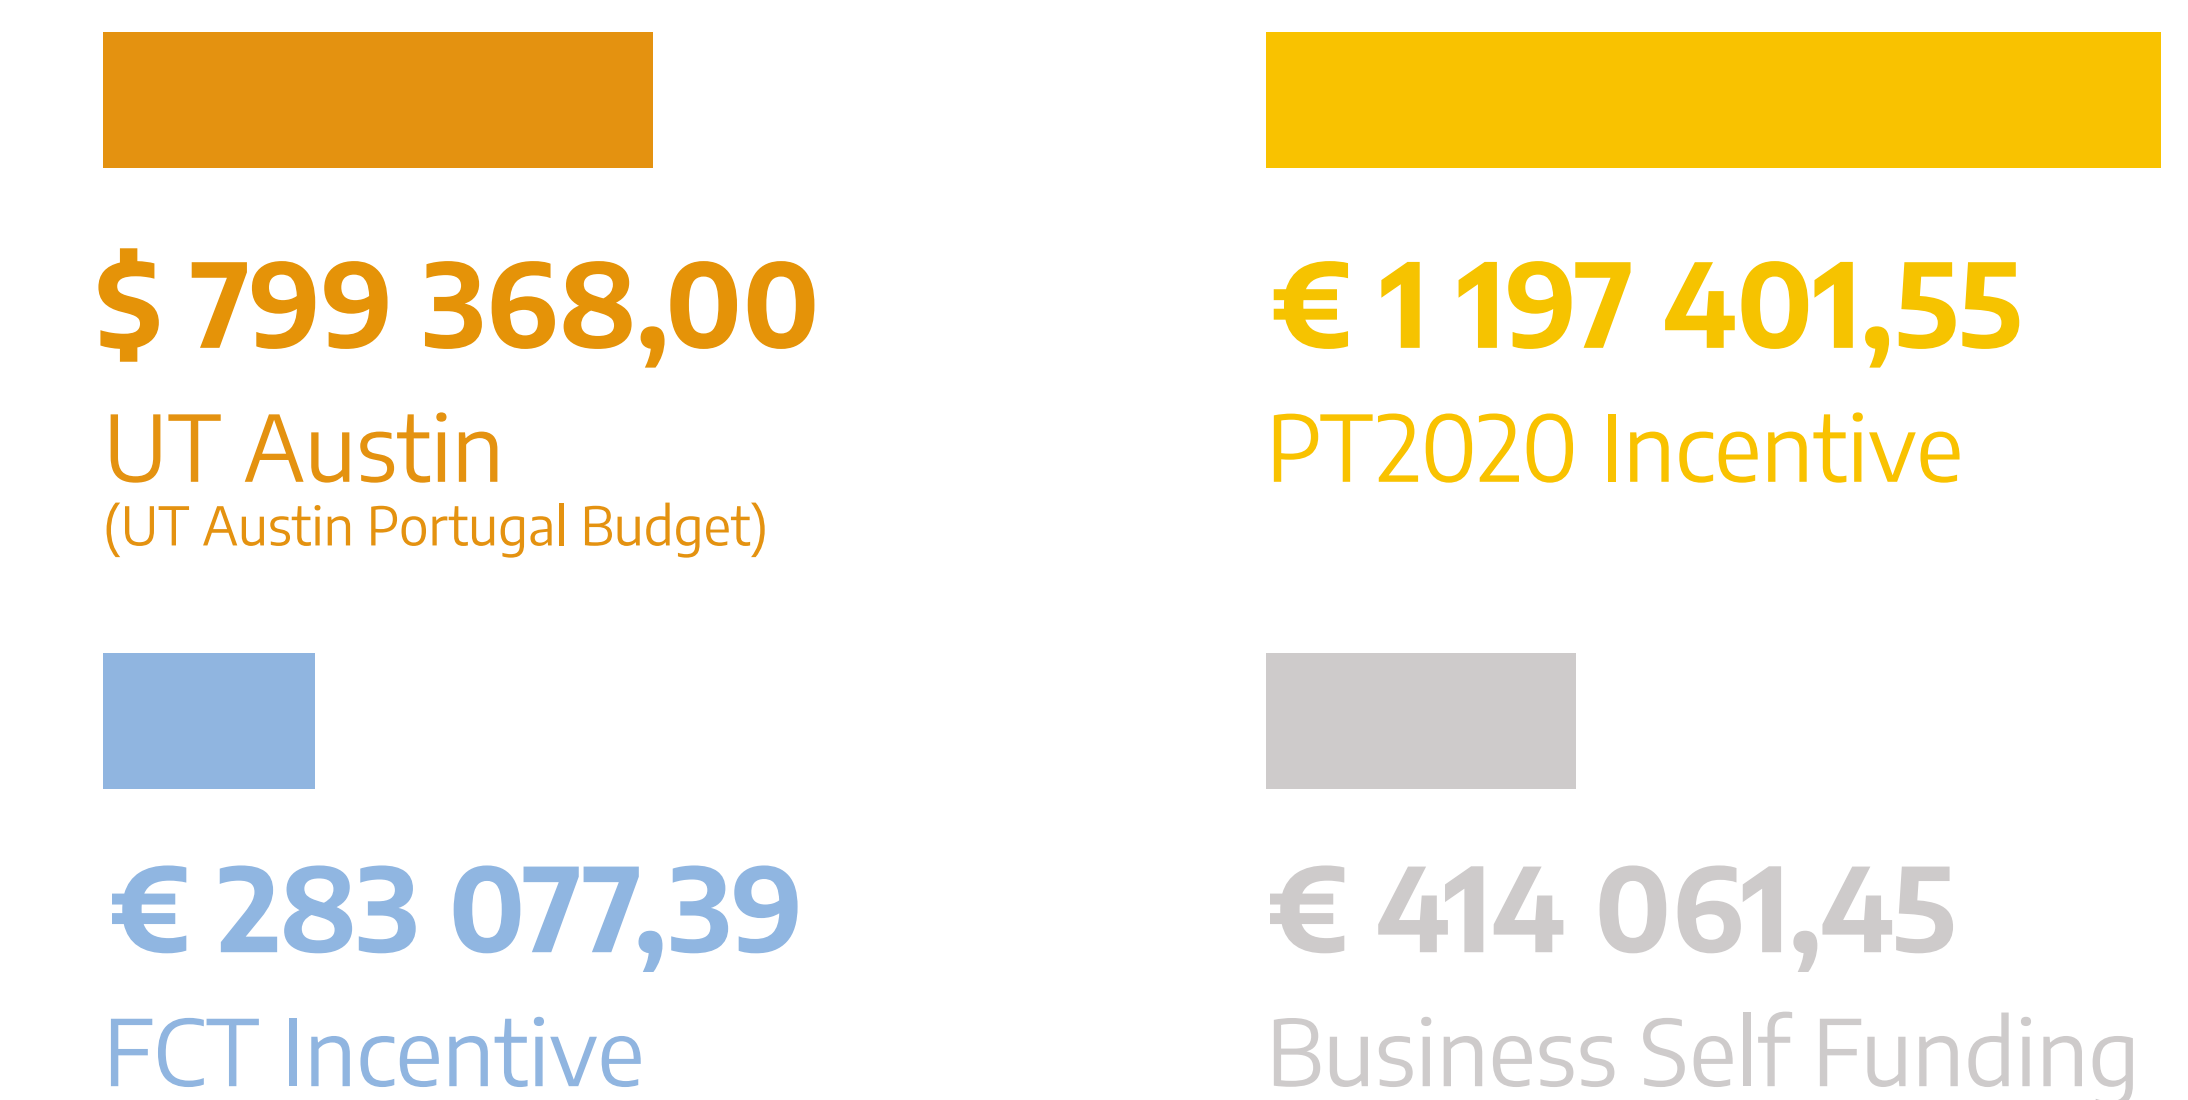 $ 799 368,00
UT Austin
(UT Austin Portugal Budget)
€ 1 197 401,55
PT2020 Incentive
€ 283 077,39
FCT Incentive
€ 414 061,45
Business Self Funding